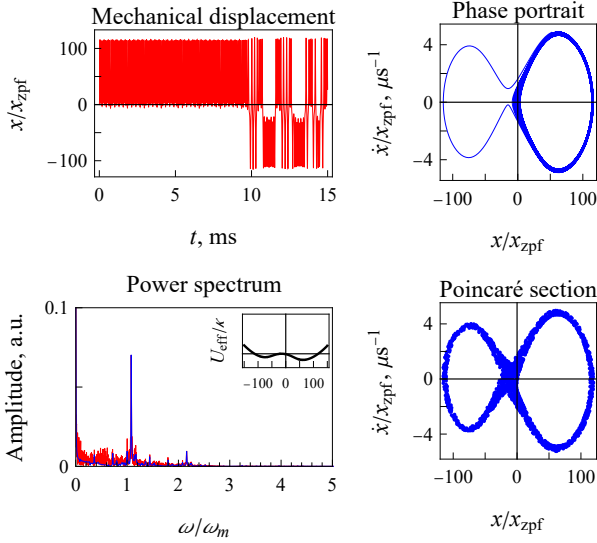 Mechanical displacement
x/x_zpf
100
0
−100
0
5
10
15
t, ms
Phase portrait
ẋ/x_zpf, μs⁻¹
4
0
−4
−100
0
100
x/x_zpf
Power spectrum
Amplitude, a.u.
0.1
0
0
1
2
3
4
5
ω/ω_m
U_eff/κ
−100
0
100
Poincaré section
ẋ/x_zpf, μs⁻¹
4
0
−4
−100
0
100
x/x_zpf